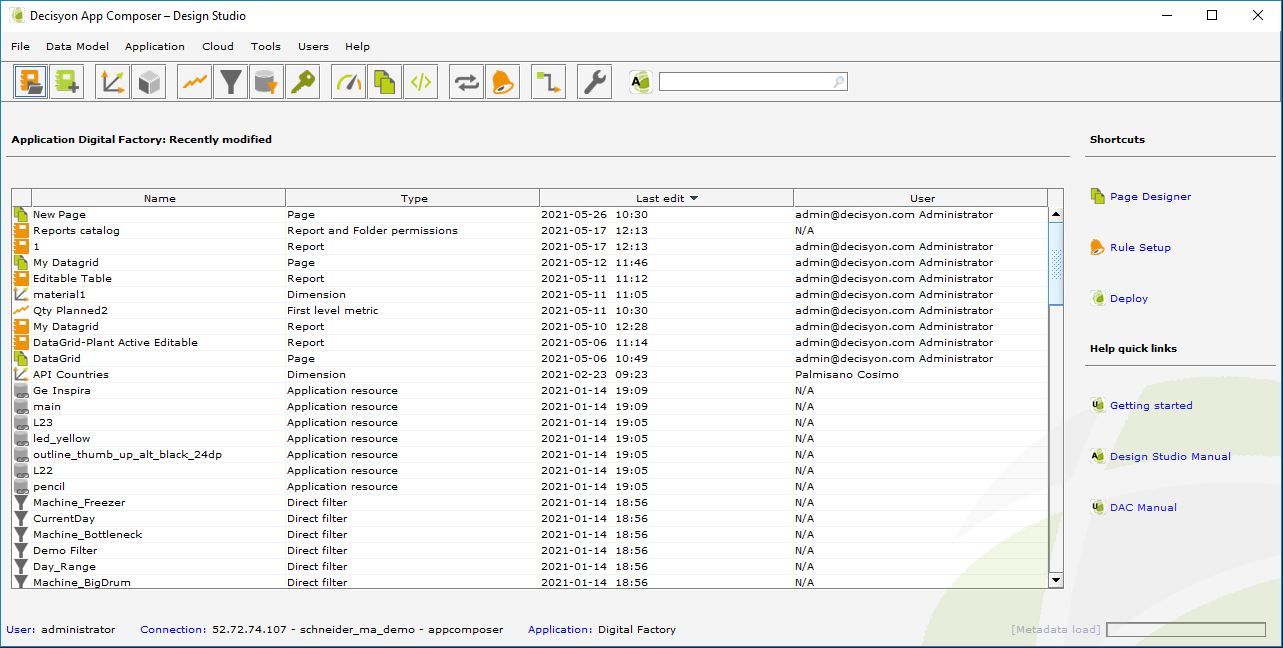 Decisyon App Composer – Design Studio
File Data Model Application Cloud Tools Users Help
Application Digital Factory: Recently modified
Name Type Last edit User
New Page Page 2021-05-26 10:30 admin@decisyon.com Administrator
Reports catalog Report and Folder permissions 2021-05-17 12:13 N/A
1 Report 2021-05-17 12:13 admin@decisyon.com Administrator
My Datagrid Page 2021-05-12 11:46 admin@decisyon.com Administrator
Editable Table Report 2021-05-11 11:12 admin@decisyon.com Administrator
material1 Dimension 2021-05-11 11:05 admin@decisyon.com Administrator
Qty Planned2 First level metric 2021-05-11 10:30 admin@decisyon.com Administrator
My Datagrid Report 2021-05-10 12:28 admin@decisyon.com Administrator
DataGrid-Plant Active Editable Report 2021-05-06 11:14 admin@decisyon.com Administrator
DataGrid Page 2021-05-06 10:49 admin@decisyon.com Administrator
API Countries Dimension 2021-02-23 09:23 Palmisano Cosimo
Ge Inspira Application resource 2021-01-14 19:09 N/A
main Application resource 2021-01-14 19:09 N/A
L23 Application resource 2021-01-14 19:05 N/A
led_yellow Application resource 2021-01-14 19:05 N/A
outline_thumb_up_alt_black_24dp Application resource 2021-01-14 19:05 N/A
L22 Application resource 2021-01-14 19:05 N/A
pencil Application resource 2021-01-14 19:05 N/A
Machine_Freezer Direct filter 2021-01-14 18:56 N/A
CurrentDay Direct filter 2021-01-14 18:56 N/A
Machine_Bottleneck Direct filter 2021-01-14 18:56 N/A
Demo Filter Direct filter 2021-01-14 18:56 N/A
Day_Range Direct filter 2021-01-14 18:56 N/A
Machine_BigDrum Direct filter 2021-01-14 18:56 N/A
Shortcuts
Page Designer
Rule Setup
Deploy
Help quick links
Getting started
Design Studio Manual
DAC Manual
User: administrator Connection: 52.72.74.107 - schneider_ma_demo - appcomposer Application: Digital Factory [Metadata load]